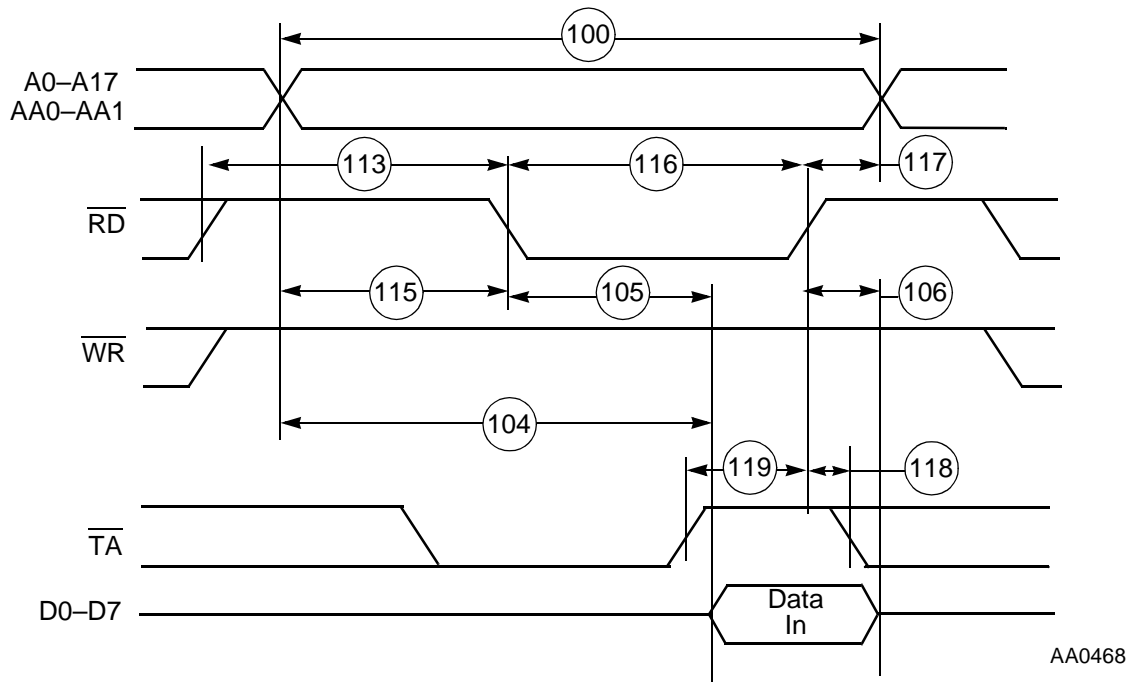 100
A0–A17
AA0–AA1
113
116
117
RD
115
105
106
WR
104
119
118
TA
D0–D7
Data
In
AA0468